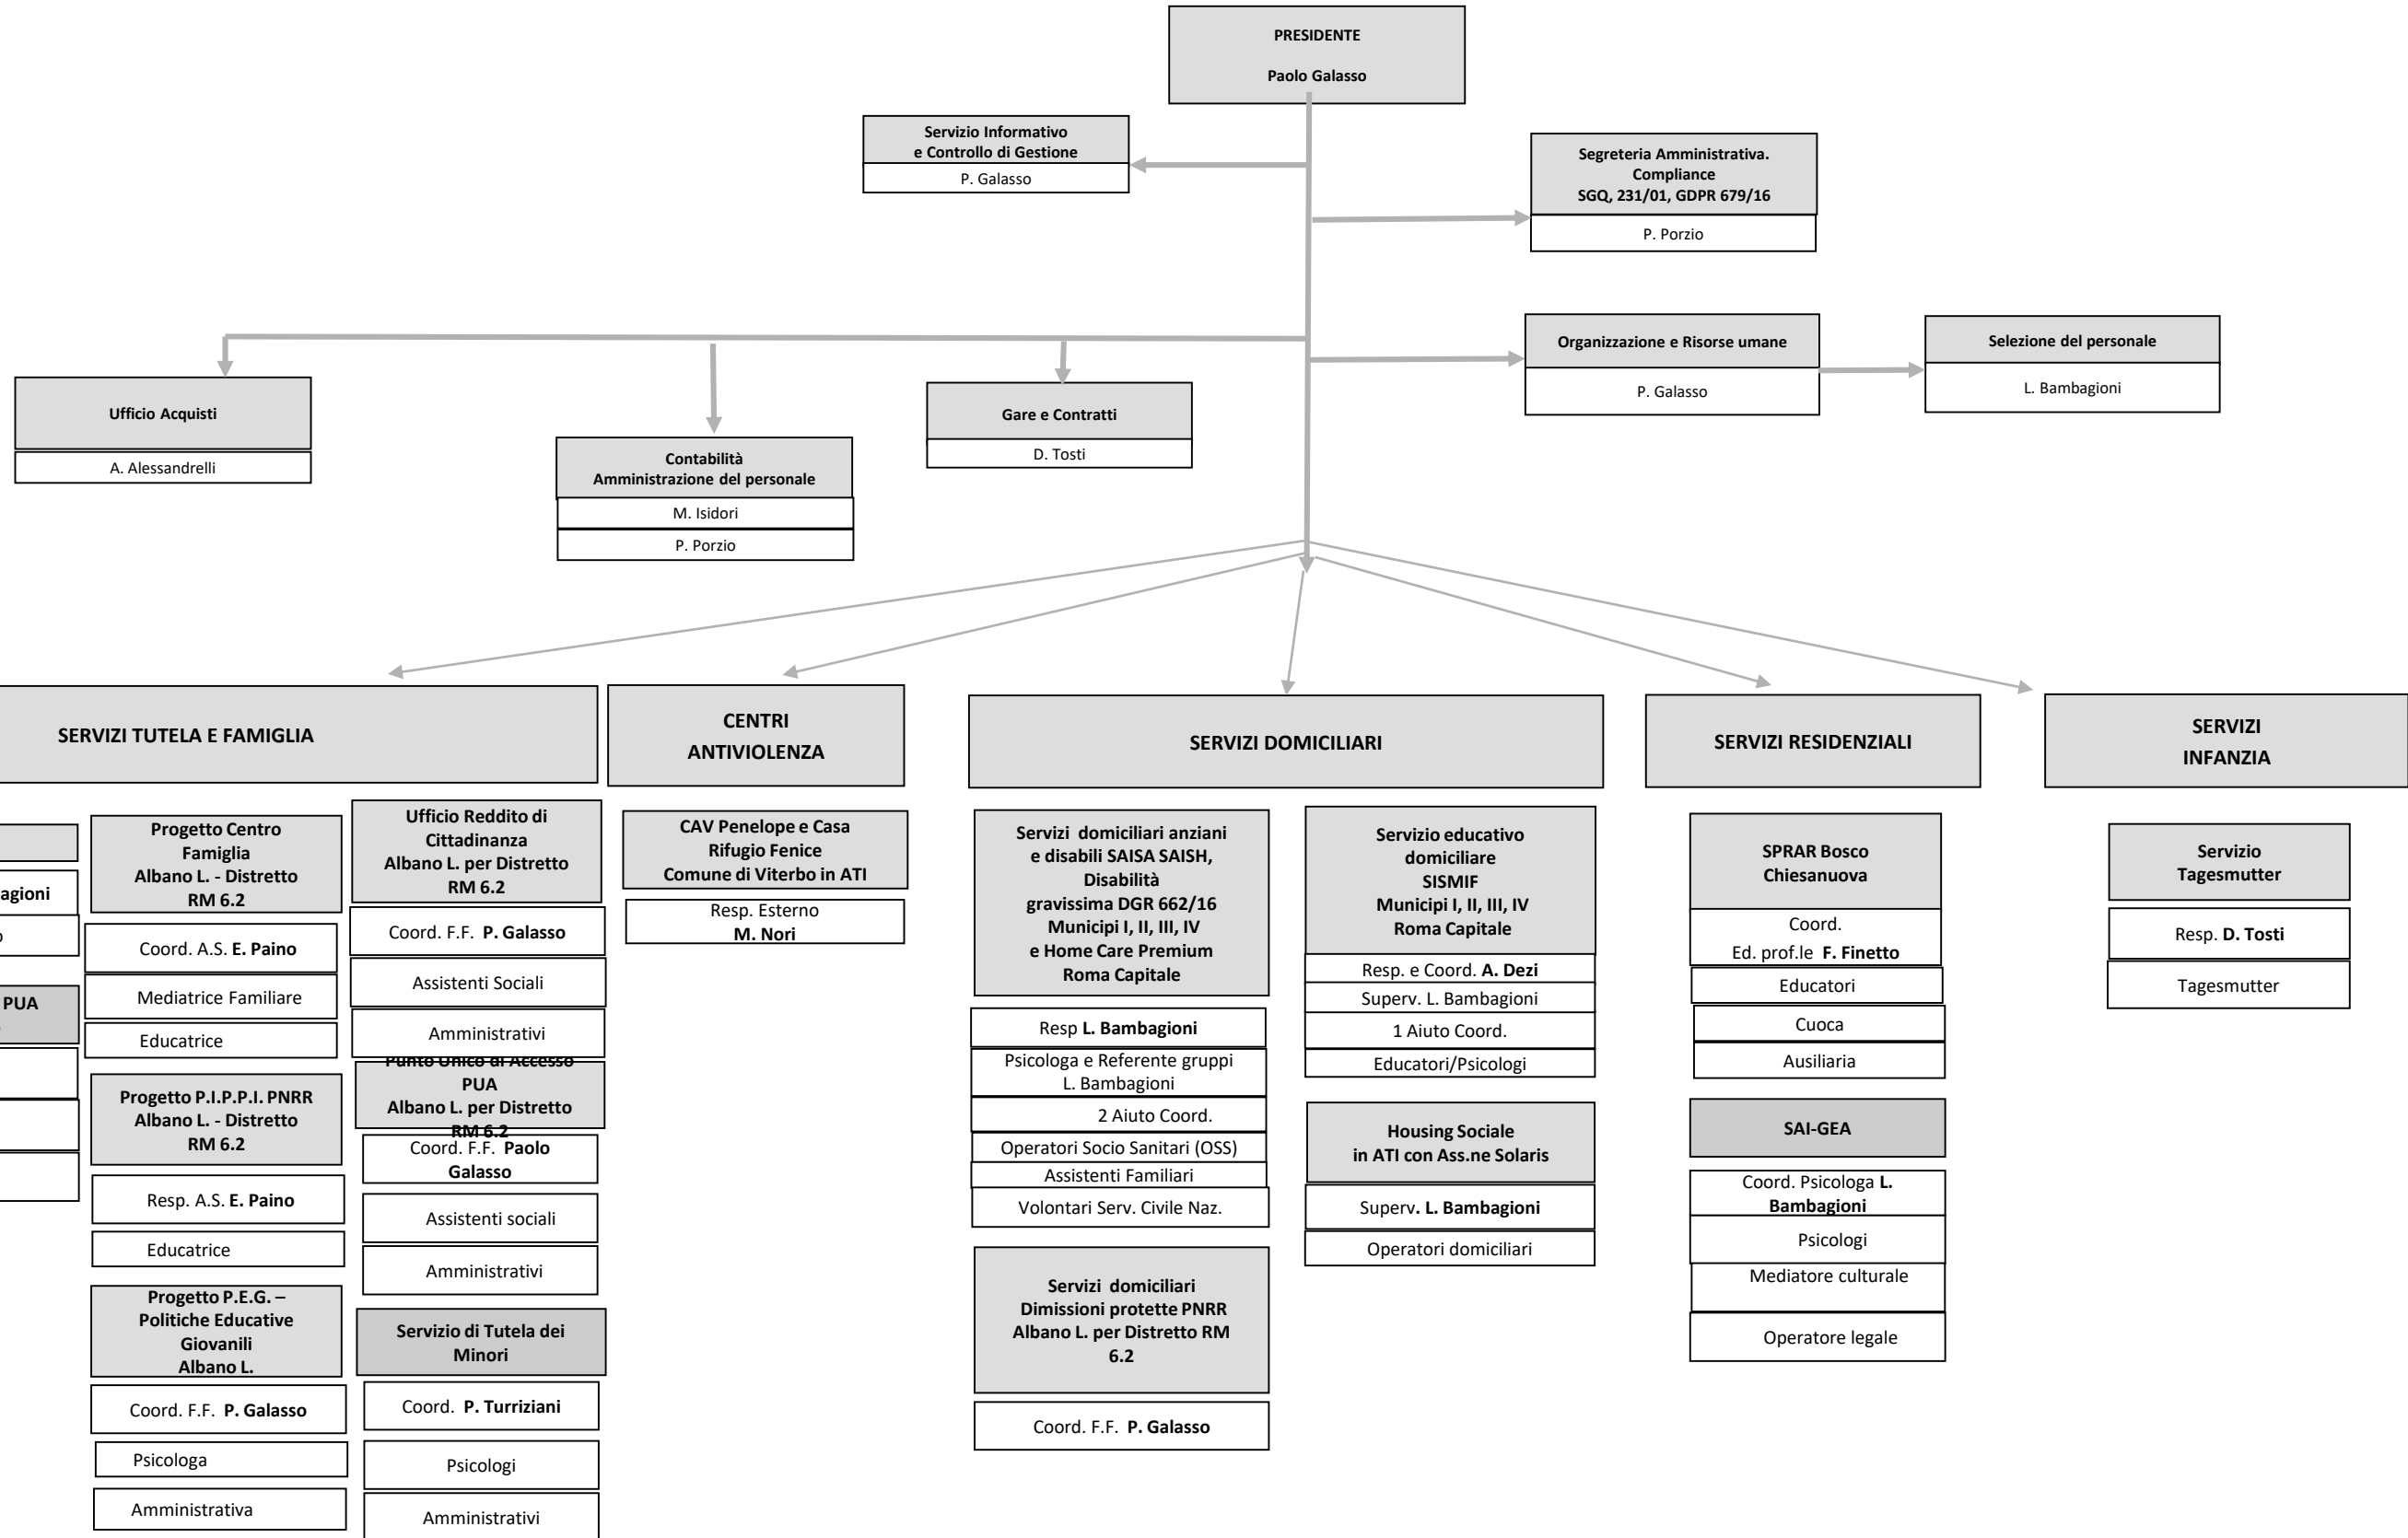 PRESIDENTE
Paolo Galasso
Servizio Informativo
e Controllo di Gestione
P. Galasso
Segreteria Amministrativa.
Compliance
SGQ, 231/01, GDPR 679/16
P. Porzio
Organizzazione e Risorse umane
P. Galasso
Selezione del personale
L. Bambagioni
Ufficio Acquisti
A. Alessandrelli
Contabilità
Amministrazione del personale
M. Isidori
P. Porzio
Gare e Contratti
D. Tosti
SERVIZI TUTELA E FAMIGLIA
agioni
PUA
Progetto Centro
Famiglia
Albano L. - Distretto
RM 6.2
Coord. A.S. E. Paino
Mediatrice Familiare
Educatrice
Progetto P.I.P.P.I. PNRR
Albano L. - Distretto
RM 6.2
Resp. A.S. E. Paino
Educatrice
Progetto P.E.G. –
Politiche Educative
Giovanili
Albano L.
Coord. F.F. P. Galasso
Psicologa
Amministrativa
Ufficio Reddito di
Cittadinanza
Albano L. per Distretto
RM 6.2
Coord. F.F. P. Galasso
Assistenti Sociali
Amministrativi
Punto Unico di Accesso
PUA
Albano L. per Distretto
RM 6.2
Coord. F.F. Paolo
Galasso
Assistenti sociali
Amministrativi
Servizio di Tutela dei
Minori
Coord. P. Turriziani
Psicologi
Amministrativi
CENTRI
ANTIVIOLENZA
CAV Penelope e Casa
Rifugio Fenice
Comune di Viterbo in ATI
Resp. Esterno
M. Nori
SERVIZI DOMICILIARI
Servizi domiciliari anziani
e disabili SAISA SAISH,
Disabilità
gravissima DGR 662/16
Municipi I, II, III, IV
e Home Care Premium
Roma Capitale
Resp L. Bambagioni
Psicologa e Referente gruppi
L. Bambagioni
2 Aiuto Coord.
Operatori Socio Sanitari (OSS)
Assistenti Familiari
Volontari Serv. Civile Naz.
Servizi domiciliari
Dimissioni protette PNRR
Albano L. per Distretto RM
6.2
Coord. F.F. P. Galasso
Servizio educativo
domiciliare
SISMIF
Municipi I, II, III, IV
Roma Capitale
Resp. e Coord. A. Dezi
Superv. L. Bambagioni
1 Aiuto Coord.
Educatori/Psicologi
Housing Sociale
in ATI con Ass.ne Solaris
Superv. L. Bambagioni
Operatori domiciliari
SERVIZI RESIDENZIALI
SPRAR Bosco
Chiesanuova
Coord.
Ed. prof.le F. Finetto
Educatori
Cuoca
Ausiliaria
SAI-GEA
Coord. Psicologa L.
Bambagioni
Psicologi
Mediatore culturale
Operatore legale
SERVIZI
INFANZIA
Servizio
Tagesmutter
Resp. D. Tosti
Tagesmutter